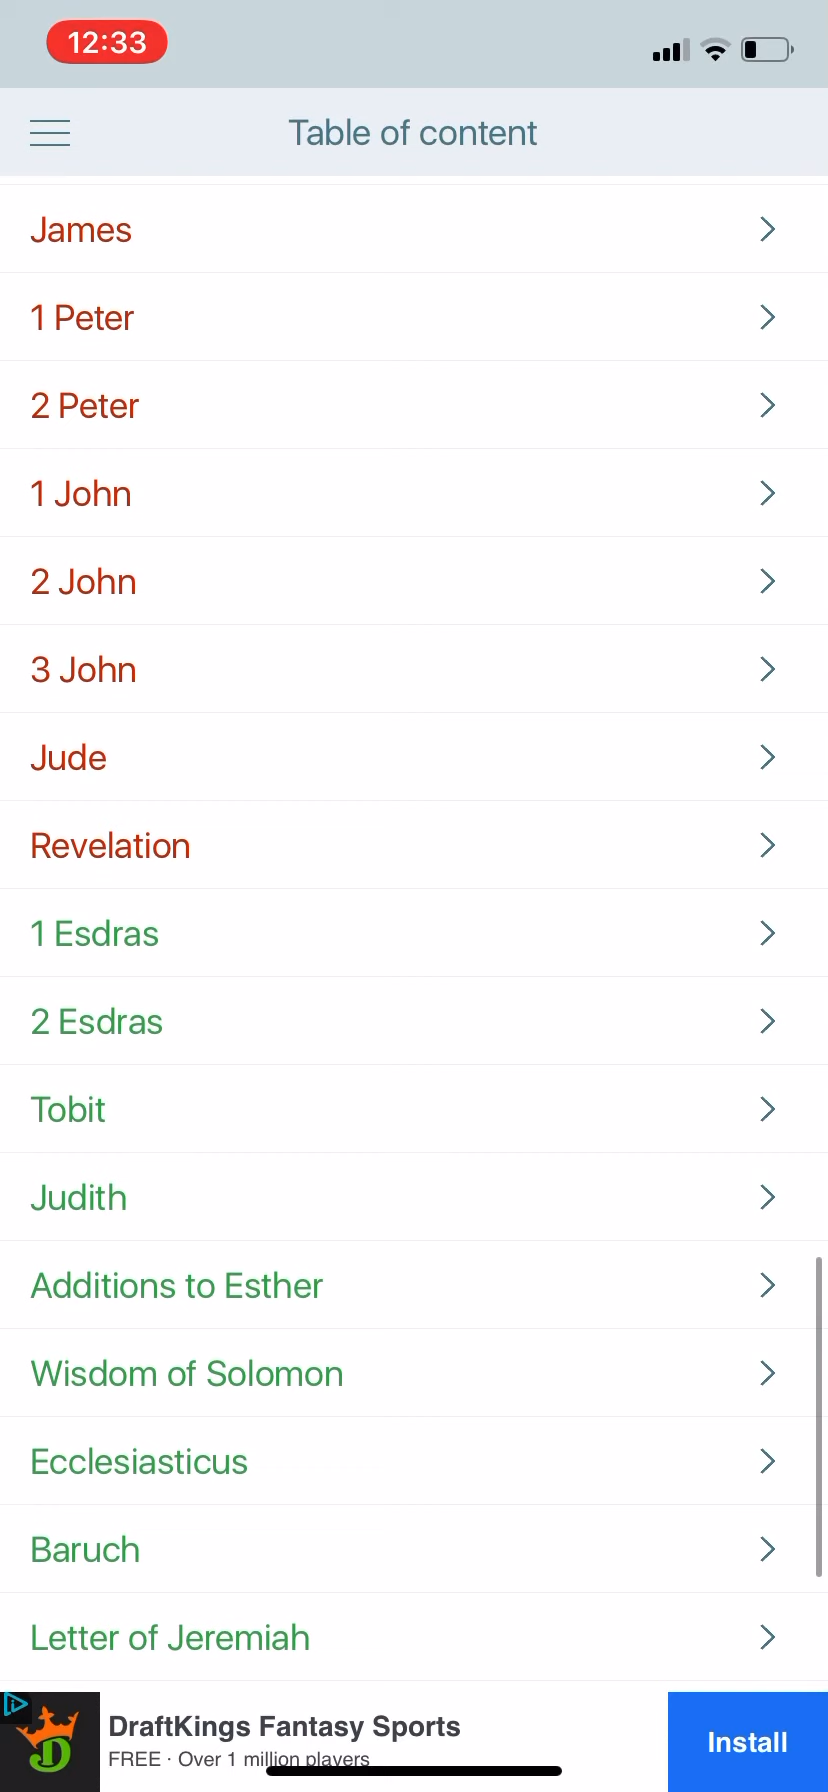 12:33
Table of content
James
1 Peter
2 Peter
1 John
2 John
3 John
Jude
Revelation
1 Esdras
2 Esdras
Tobit
Judith
Additions to Esther
Wisdom of Solomon
Ecclesiasticus
Baruch
Letter of Jeremiah
DraftKings Fantasy Sports
FREE · Over 1 million players
Install